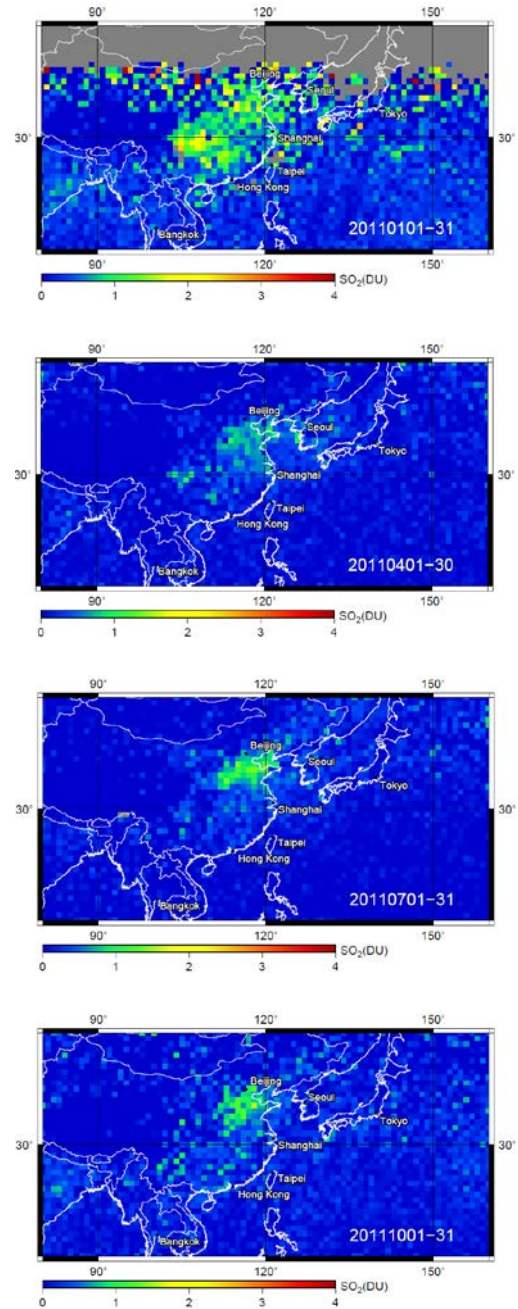 90° 120° 150°
Beijing
Seoul
Tokyo
30° Shanghai 30°
Taipei
Hong Kong
Bangkok 20110101-31
90° 120° 150°
SO₂(DU)
0 1 2 3 4
90° 120° 150°
Beijing
Seoul
Tokyo
30° Shanghai 30°
Taipei
Hong Kong
Bangkok 20110401-30
90° 120° 150°
SO₂(DU)
0 1 2 3 4
90° 120° 150°
Beijing
Seoul
Tokyo
30° Shanghai 30°
Taipei
Hong Kong
Bangkok 20110701-31
90° 120° 150°
SO₂(DU)
0 1 2 3 4
90° 120° 150°
Beijing
Seoul
Tokyo
30° Shanghai 30°
Taipei
Hong Kong
Bangkok 20111001-31
90° 120° 150°
SO₂(DU)
0 1 2 3 4